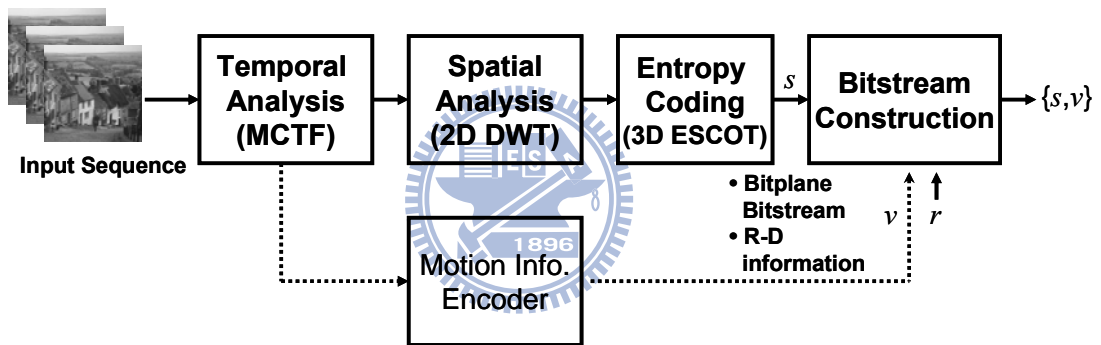 Input Sequence
Temporal
Analysis
(MCTF)
Spatial
Analysis
(2D DWT)
Entropy
Coding
(3D ESCOT)
s
Bitstream
Construction
{s,v}
• Bitplane
Bitstream
• R-D
information
v
r
Motion Info.
Encoder
ES
1896